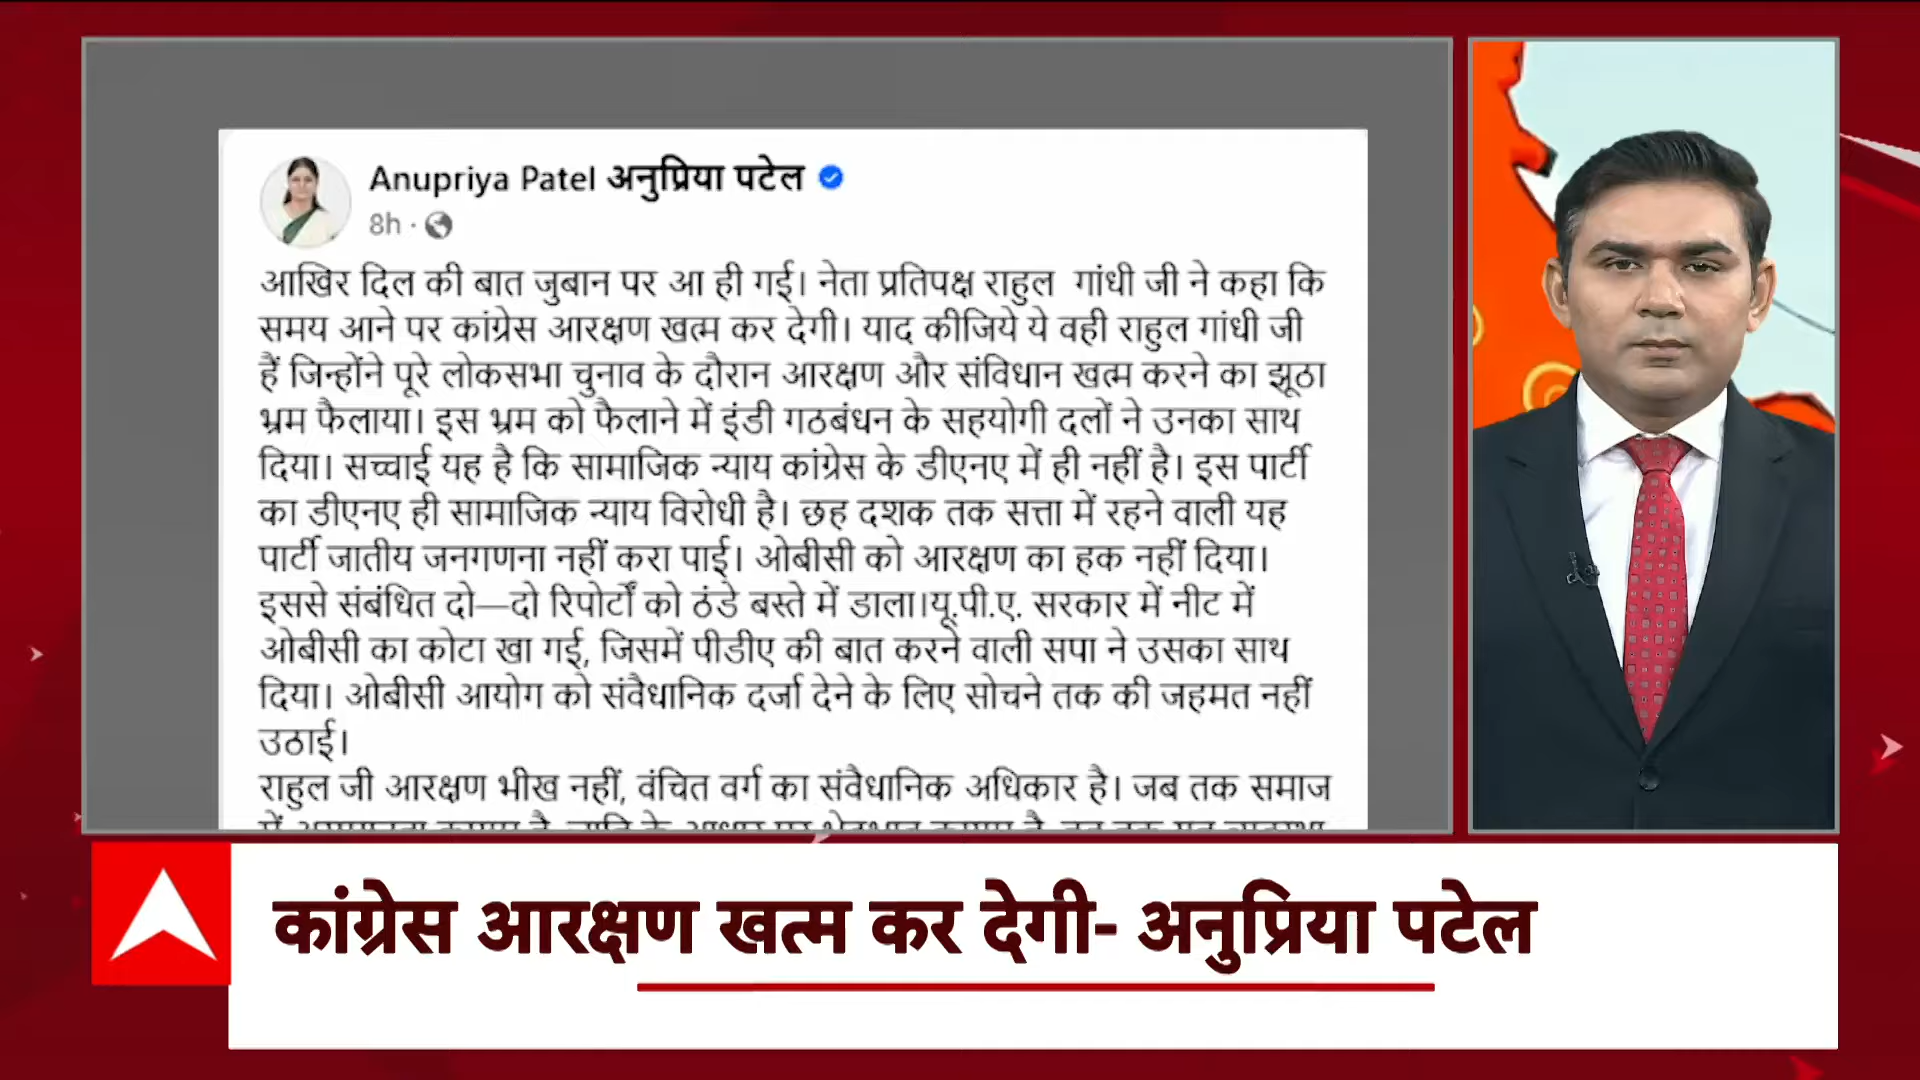 Anupriya Patel अनुप्रिया पटेल
8h ·
आखिर दिल की बात जुबान पर आ ही गई। नेता प्रतिपक्ष राहुल गांधी जी ने कहा कि
समय आने पर कांग्रेस आरक्षण खत्म कर देगी। याद कीजिये ये वही राहुल गांधी जी
हैं जिन्होंने पूरे लोकसभा चुनाव के दौरान आरक्षण और संविधान खत्म करने का झूठा
भ्रम फैलाया। इस भ्रम को फैलाने में इंडी गठबंधन के सहयोगी दलों ने उनका साथ
दिया। सच्चाई यह है कि सामाजिक न्याय कांग्रेस के डीएनए में ही नहीं है। इस पार्टी
का डीएनए ही सामाजिक न्याय विरोधी है। छह दशक तक सत्ता में रहने वाली यह
पार्टी जातीय जनगणना नहीं करा पाई। ओबीसी को आरक्षण का हक नहीं दिया।
इससे संबंधित दो—दो रिपोर्टों को ठंडे बस्ते में डाला।यू.पी.ए. सरकार में नीट में
ओबीसी का कोटा खा गई, जिसमें पीडीए की बात करने वाली सपा ने उसका साथ
दिया। ओबीसी आयोग को संवैधानिक दर्जा देने के लिए सोचने तक की जहमत नहीं
उठाई।
राहुल जी आरक्षण भीख नहीं, वंचित वर्ग का संवैधानिक अधिकार है। जब तक समाज
कांग्रेस आरक्षण खत्म कर देगी- अनुप्रिया पटेल